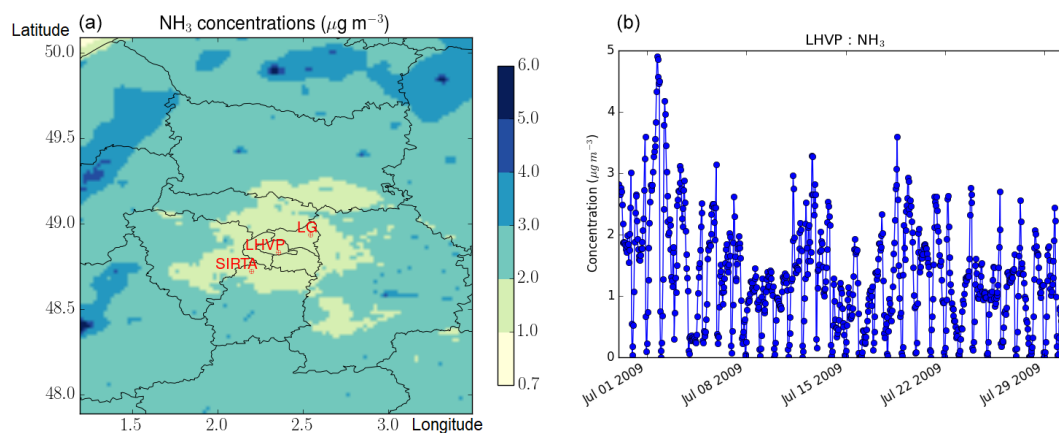 (a) NH₃ concentrations (μg m⁻³)
Latitude
50.0
49.5
49.0
48.5
48.0
1.5 2.0 2.5 3.0 Longitude
LG
LHVP
SIRTA
6.0
5.0
4.0
3.0
2.0
1.0
0.7
(b)
LHVP : NH₃
Concentration (μg m⁻³)
5
4
3
2
1
0
Jul 01 2009 Jul 08 2009 Jul 15 2009 Jul 22 2009 Jul 29 2009